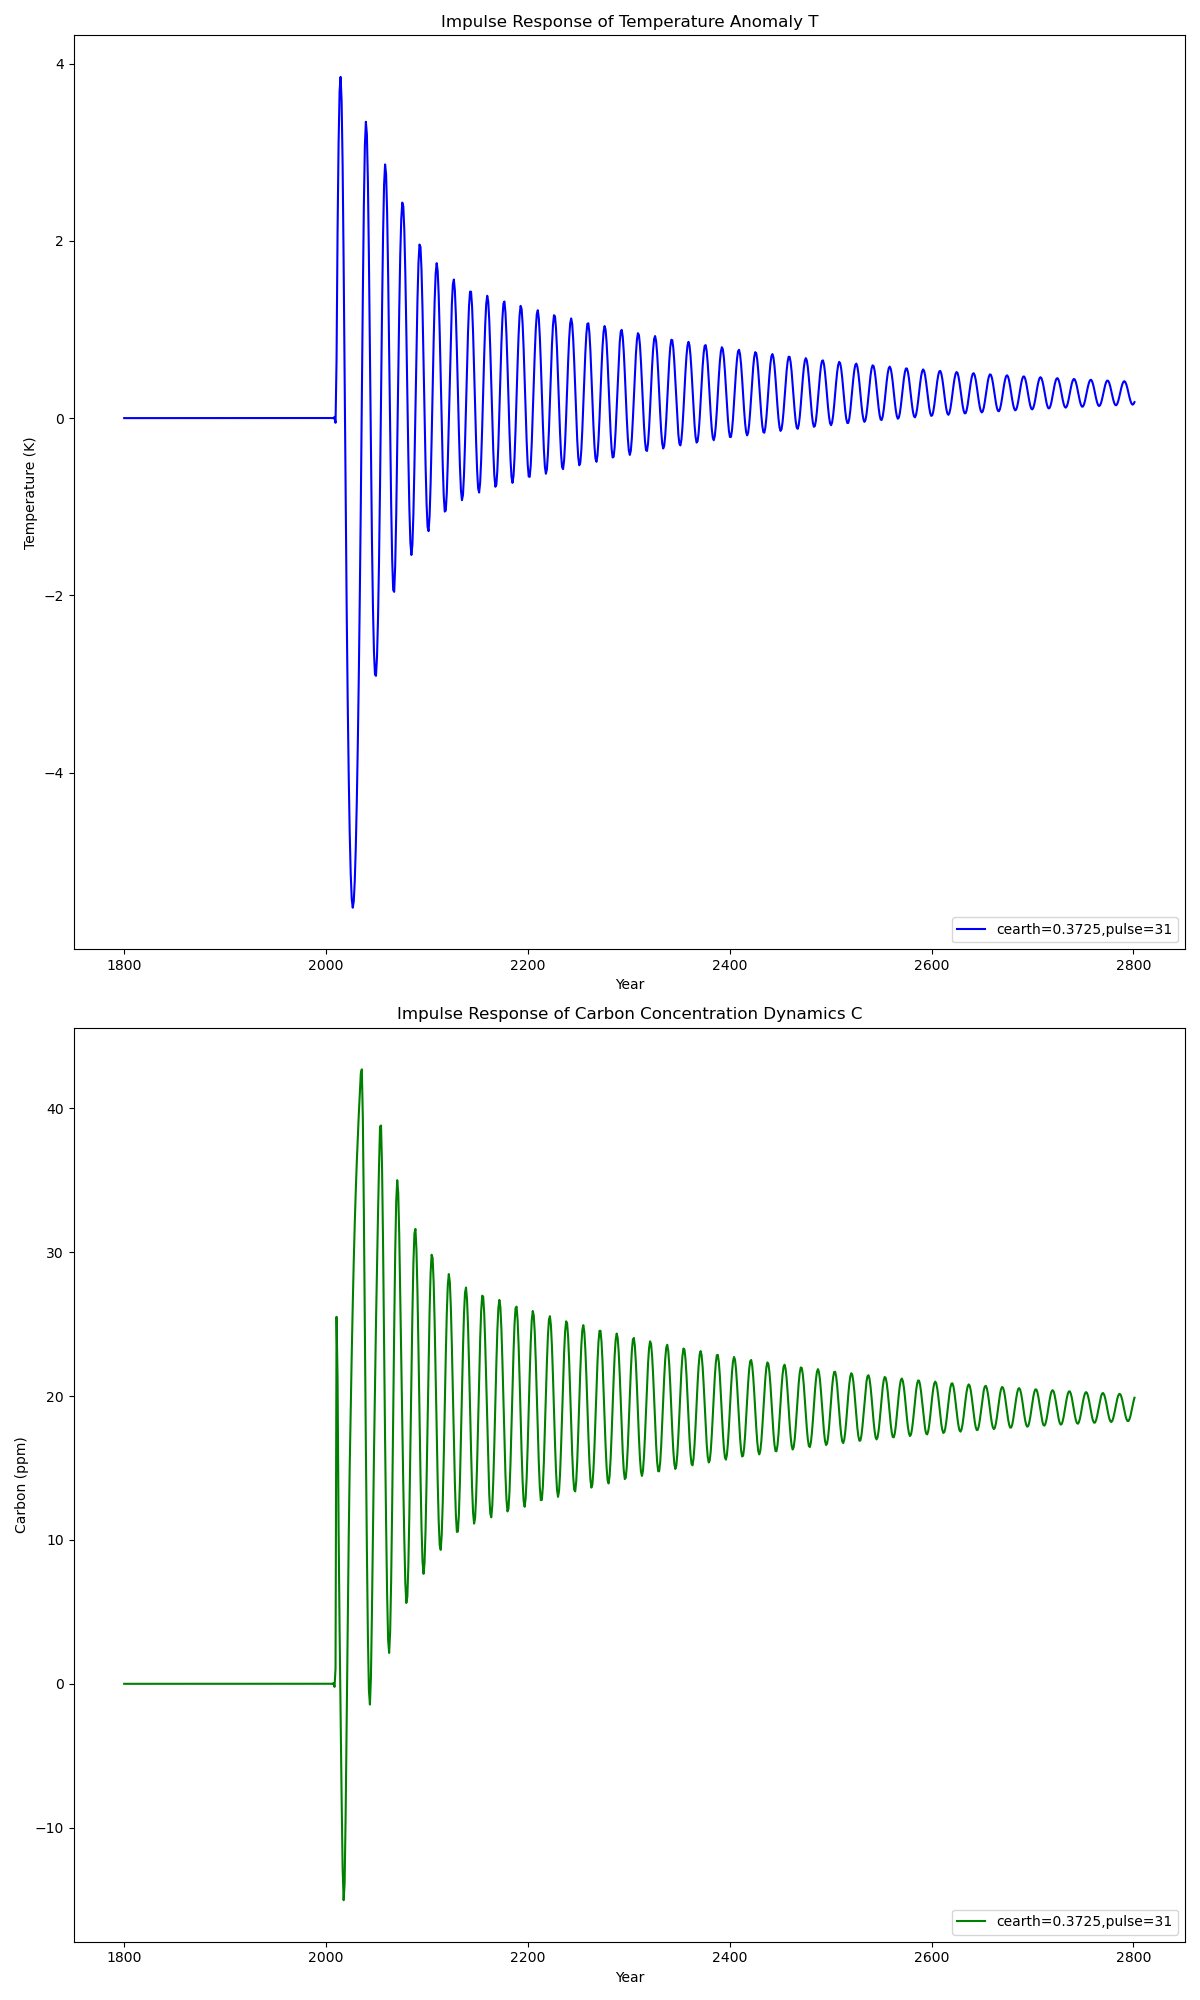 Impulse Response of Temperature Anomaly T
4
2
0
−2
−4
Temperature (K)
1800
2000
2200
2400
2600
2800
Year
cearth=0.3725,pulse=31
Impulse Response of Carbon Concentration Dynamics C
40
30
20
10
0
−10
Carbon (ppm)
1800
2000
2200
2400
2600
2800
Year
cearth=0.3725,pulse=31